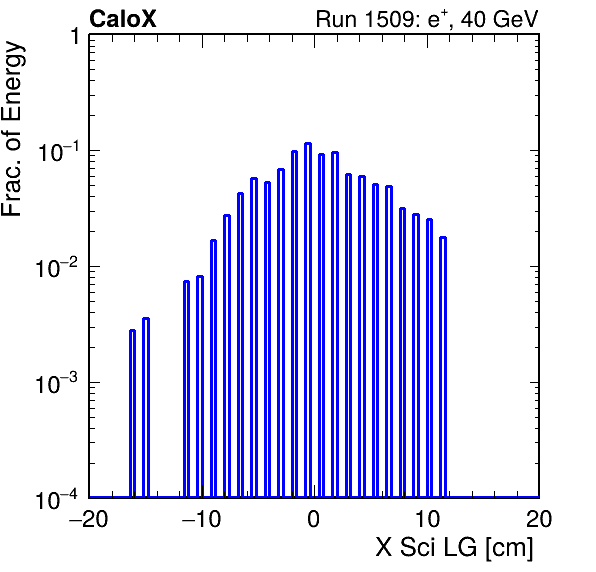 CaloX Run 1509: e⁺, 40 GeV
Frac. of Energy
1
10⁻¹
10⁻²
10⁻³
10⁻⁴
−20 −10 0 10 20
X Sci LG [cm]